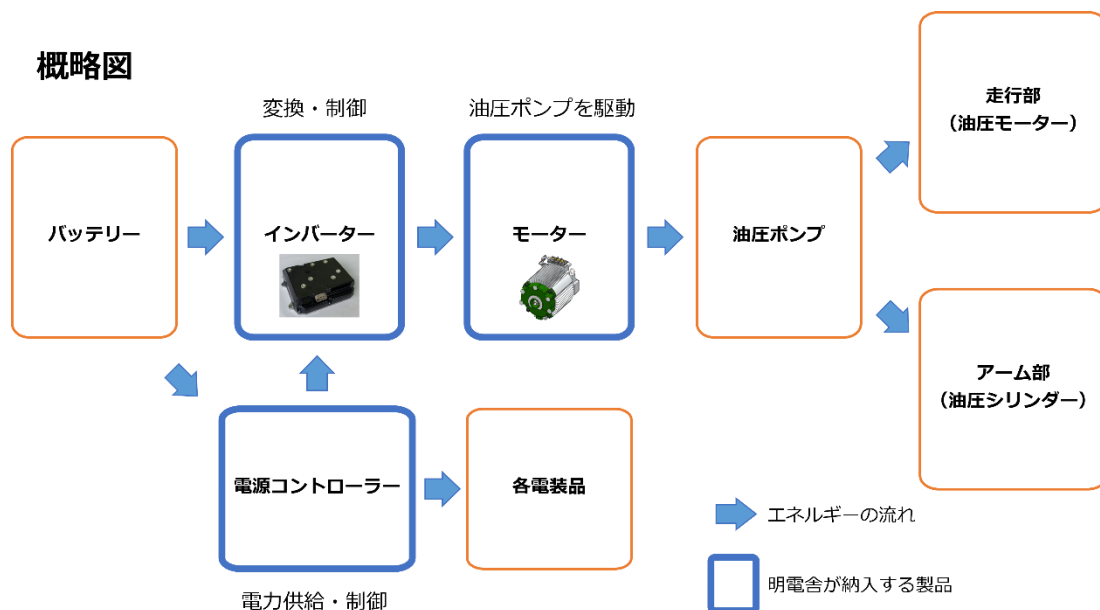 概略図
変換・制御
油圧ポンプを駆動
バッテリー
インバーター
モーター
油圧ポンプ
走行部
（油圧モーター）
アーム部
（油圧シリンダー）
電源コントローラー
各電装品
電力供給・制御
エネルギーの流れ
明電舎が納入する製品